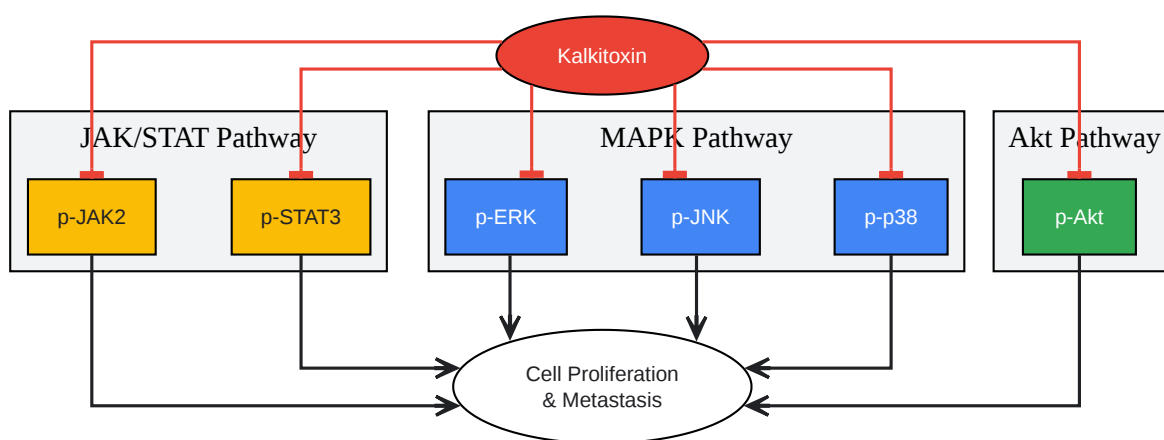 Kalkitoxin
JAK/STAT Pathway
MAPK Pathway
Akt Pathway
p-JAK2
p-STAT3
p-ERK
p-JNK
p-p38
p-Akt
Cell Proliferation
& Metastasis